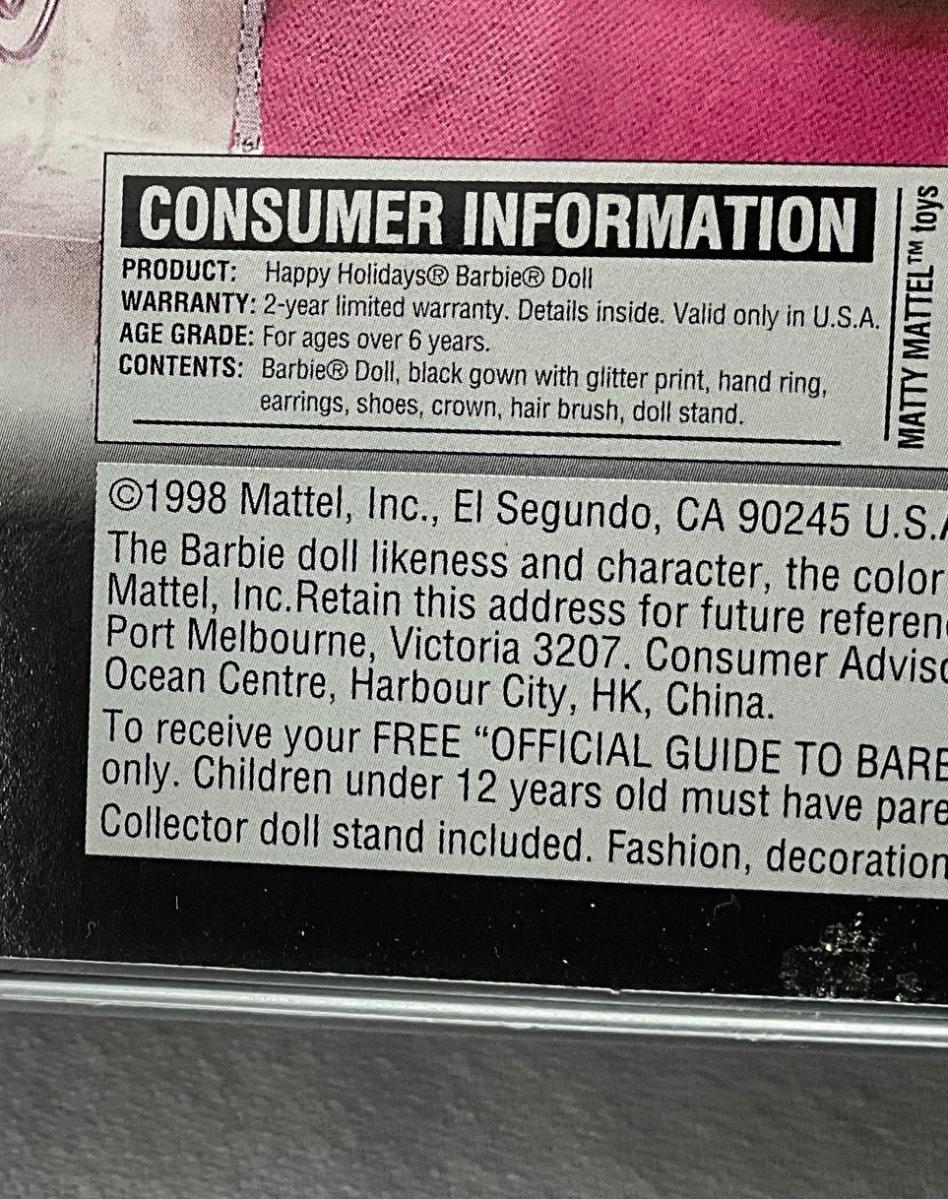 CONSUMER INFORMATION
PRODUCT: Happy Holidays® Barbie® Doll
WARRANTY: 2-year limited warranty. Details inside. Valid only in U.S.A.
AGE GRADE: For ages over 6 years.
CONTENTS: Barbie® Doll, black gown with glitter print, hand ring,
earrings, shoes, crown, hair brush, doll stand.
MATTY MATTEL™ toys
©1998 Mattel, Inc., El Segundo, CA 90245 U.S.A
The Barbie doll likeness and character, the color
Mattel, Inc.Retain this address for future referen
Port Melbourne, Victoria 3207. Consumer Adviso
Ocean Centre, Harbour City, HK, China.
To receive your FREE “OFFICIAL GUIDE TO BARB
only. Children under 12 years old must have pare
Collector doll stand included. Fashion, decoration